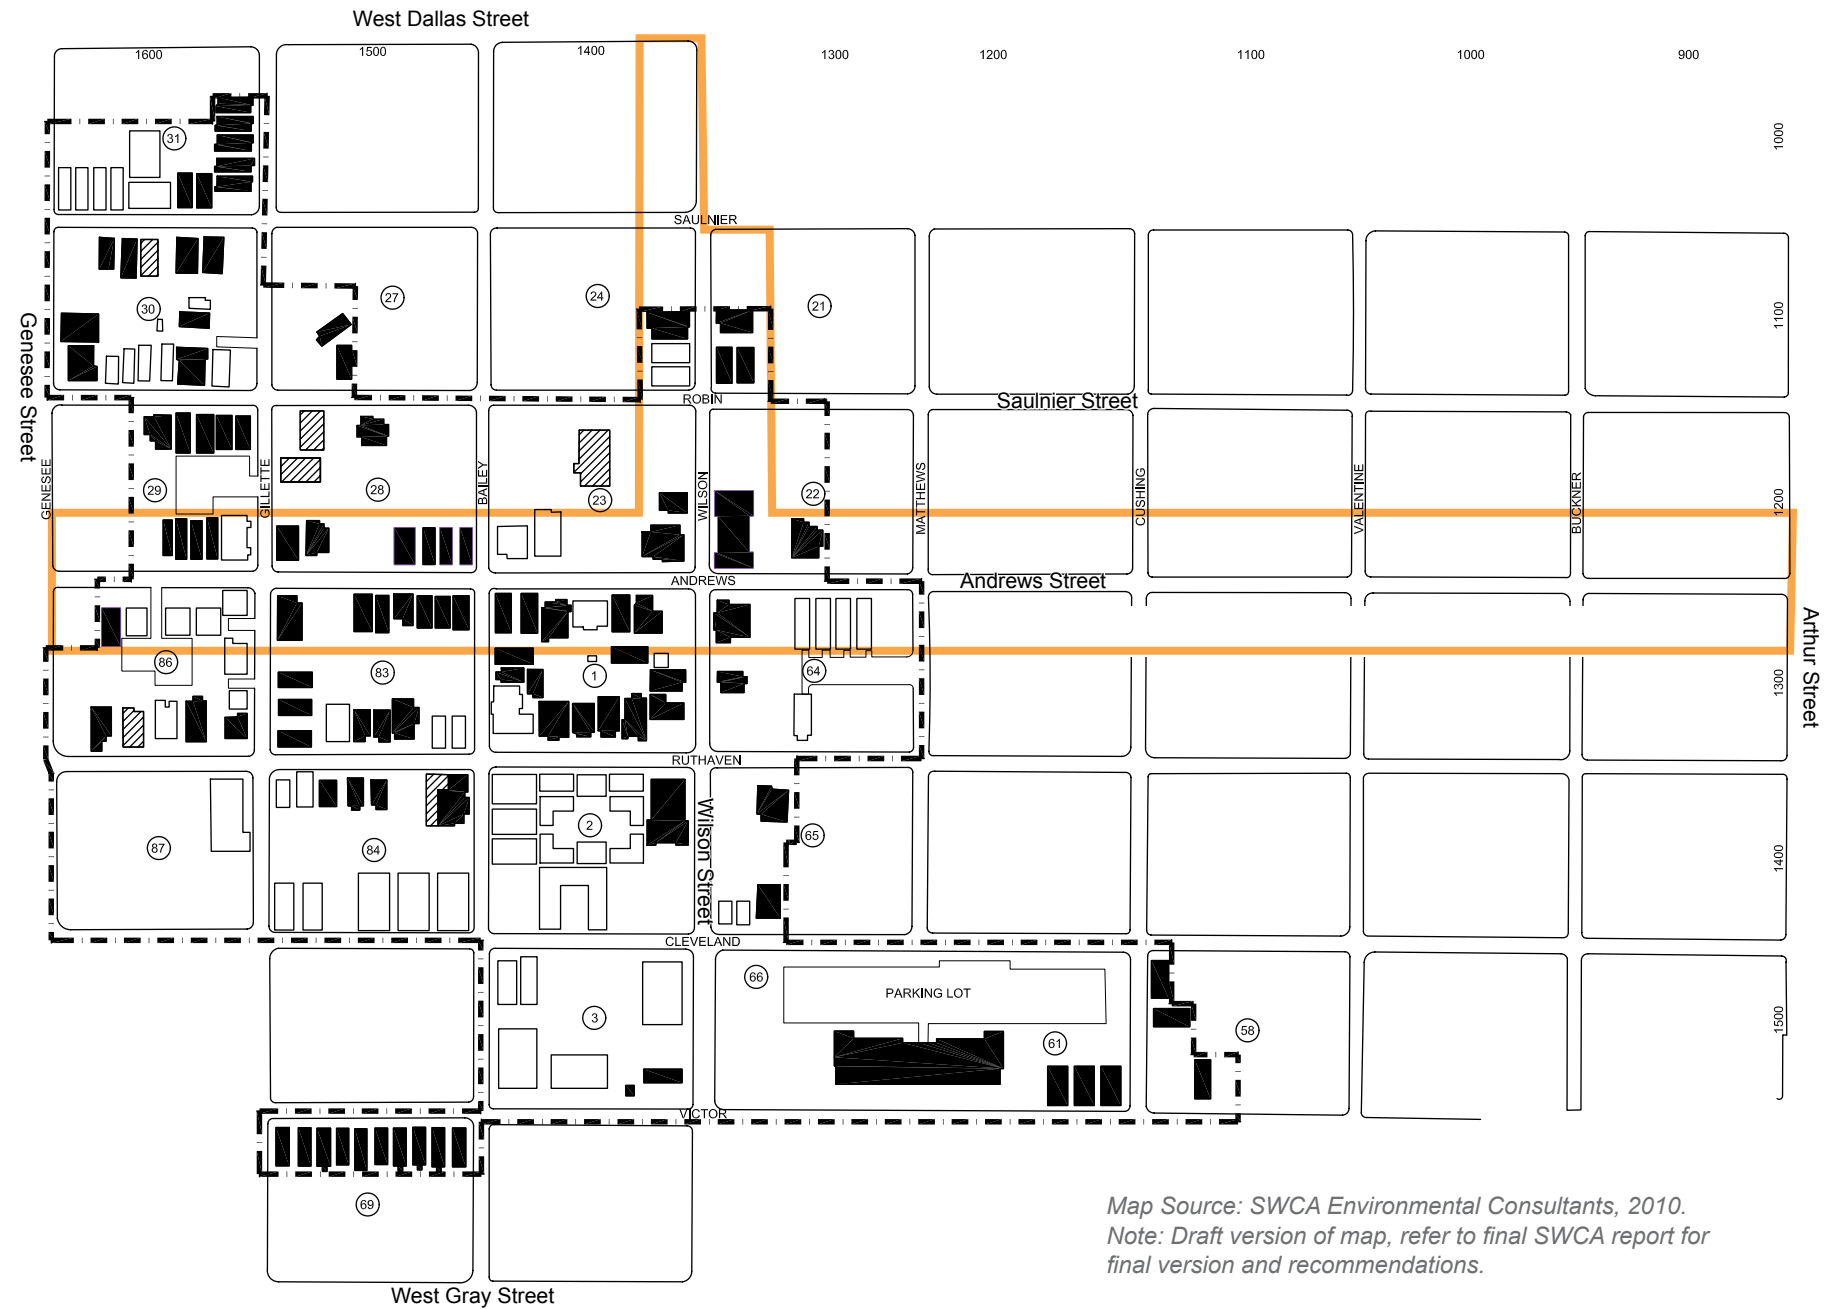 West Dallas Street
1600
1500
1400
1300
1200
1100
1000
900
31
1000
SAULNIER
30
27
24
21
1100
Genesee Street
ROBIN
Saulnier Street
GENESEE
29
GILLETTE
28
BAILEY
23
WILSON
22
MATTHEWS
CUSHING
VALENTINE
BUCKNER
1200
ANDREWS
Andrews Street
86
83
1
64
1300
Arthur Street
RUTHAVEN
87
84
2
Wilson Street
65
1400
CLEVELAND
66
PARKING LOT
3
61
58
1500
VICTOR
69
Map Source: SWCA Environmental Consultants, 2010.
Note: Draft version of map, refer to final SWCA report for
final version and recommendations.
West Gray Street